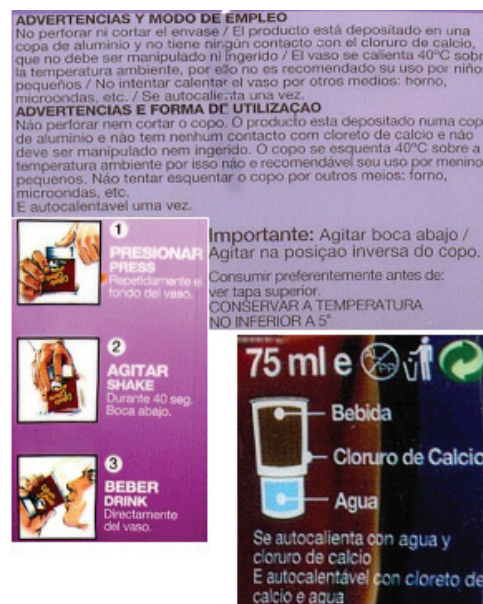 ADVERTENCIAS Y MODO DE EMPLEO
No perforar ni cortar el envase / El producto está depositado en una
copa de aluminio y no tiene ningún contacto con el cloruro de calcio,
que no debe ser manipulado ni ingerido / El vaso se calienta 40°C sobre
la temperatura ambiente, por ello no es recomendado su uso por niños
pequeños / No intentar calentar el vaso por otros medios: horno,
microondas, etc. / Se autocalienta una vez.
ADVERTENCIAS E FORMA DE UTILIZAÇAO
Não perforar nem cortar o copo. O producto esta depositado numa copa
de aluminio e não tem nenhum contacto com cloreto de calcio e não
deve ser manipulado nem ingerido. O copo se esquenta 40°C sobre a
temperatura ambiente por isso não e recomendável seu uso por menino
pequenos. Não tentar esquentar o copo por outros meios: forno,
microondas, etc.
E autocalentavel uma vez.
1
PRESIONAR
PRESS
Repetidamente el
fondo del vaso.
2
AGITAR
SHAKE
Durante 40 seg.
Boca abajo.
3
BEBER
DRINK
Directamente
del vaso.
Importante: Agitar boca abajo /
Agitar na posiçao inversa do copo.
Consumir preferentemente antes de:
ver tapa superior.
CONSERVAR A TEMPERATURA
NO INFERIOR A 5°
75 ml e
Bebida
Cloruro de Calcio
Agua
Se autocalienta con agua y
cloruro de calcio
E autocalentável con cloreto de
calcio e agua